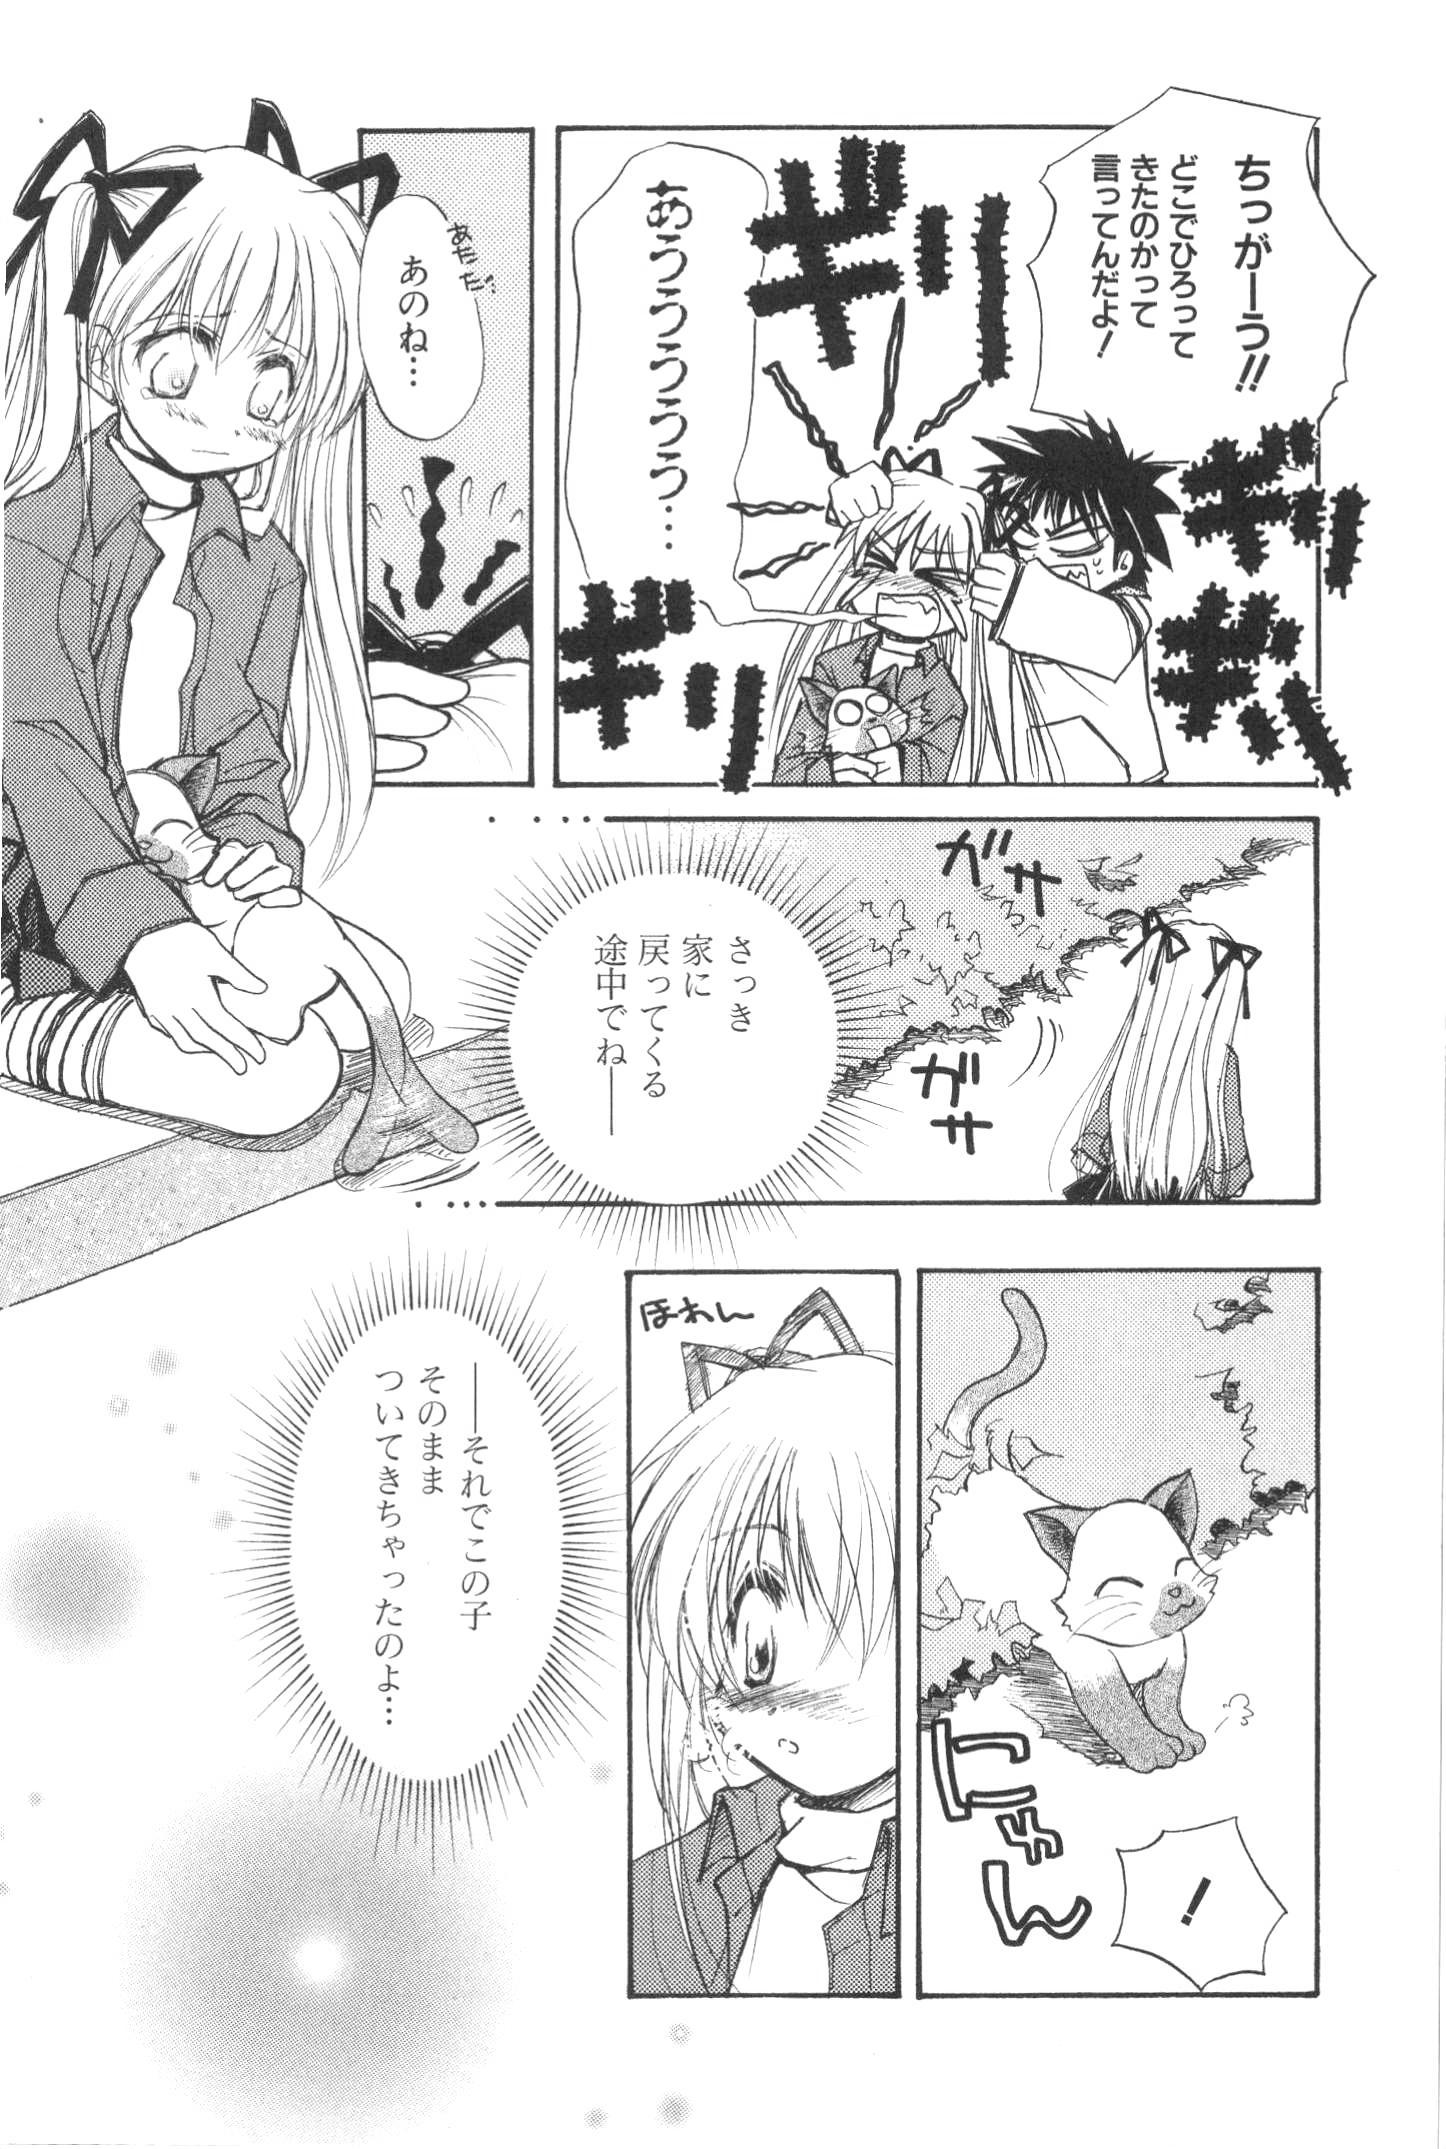 ちっがーう!!
どこでひろって
きたのかって
言ってんだよ!
ギリ
ギリ
ギリ
ギリ
あうううううう…
あただ…
あのね…
ガサ
ガサ
さっき
家に
戻ってくる
途中でね――
!
にゃん
ほわん
――それでこの子
そのまま
ついてきちゃったのよ…